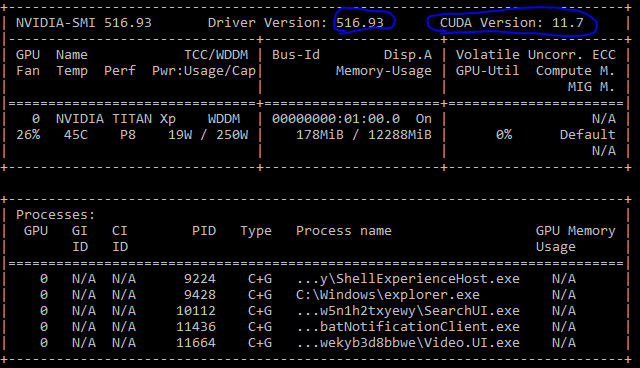 NVIDIA-SMI 516.93 Driver Version: 516.93 CUDA Version: 11.7
GPU Name TCC/WDDM | Bus-Id Disp.A | Volatile Uncorr. ECC
Fan Temp Perf Pwr:Usage/Cap| Memory-Usage | GPU-Util Compute M.
MIG M.
0 NVIDIA TITAN Xp WDDM | 00000000:01:00.0 On | N/A
26% 45C P8 19W / 250W | 178MiB / 12288MiB | 0% Default
N/A
Processes:
GPU GI CI PID Type Process name GPU Memory
ID ID Usage
0 N/A N/A 9224 C+G ...y\ShellExperienceHost.exe N/A
0 N/A N/A 9428 C+G C:\Windows\explorer.exe N/A
0 N/A N/A 10112 C+G ...w5n1h2txyewy\SearchUI.exe N/A
0 N/A N/A 11436 C+G ...batNotificationClient.exe N/A
0 N/A N/A 11664 C+G ...wekyb3d8bbwe\Video.UI.exe N/A